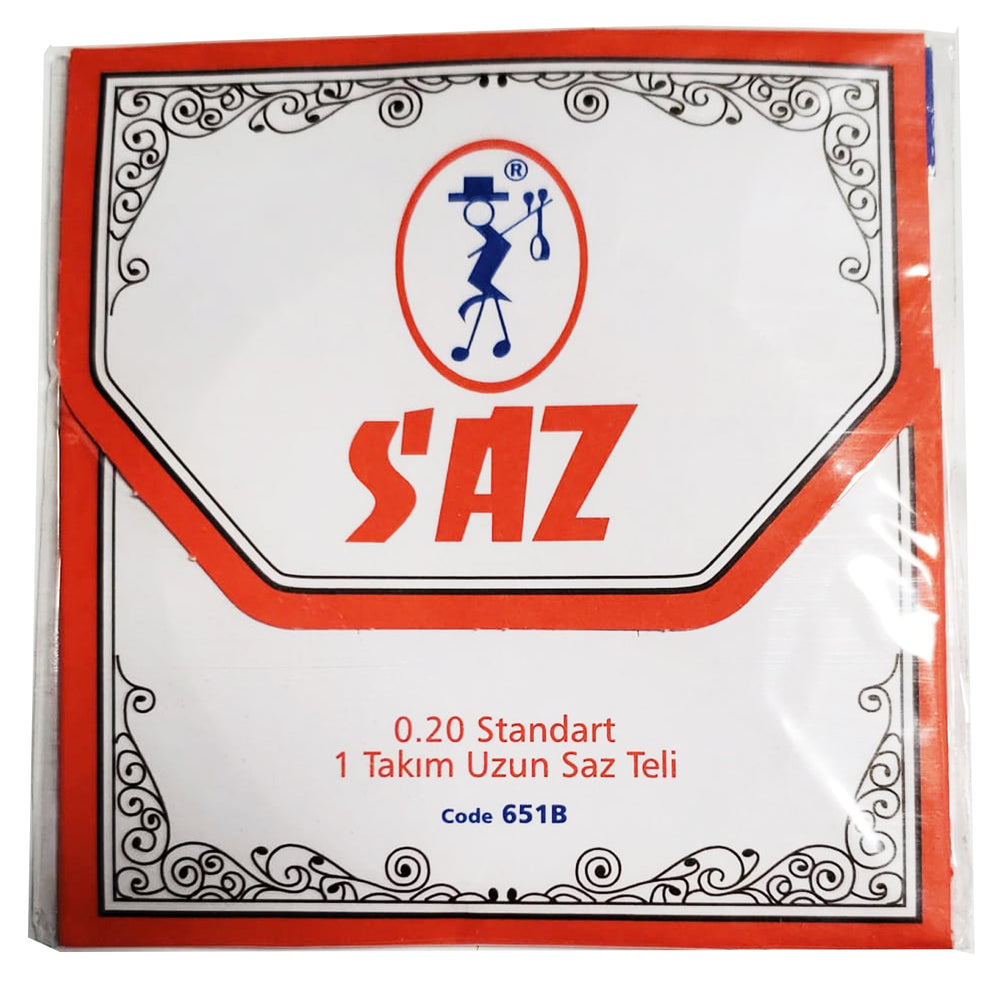 ®
SAZ
0.20 Standart
1 Takım Uzun Saz Teli
Code 651B